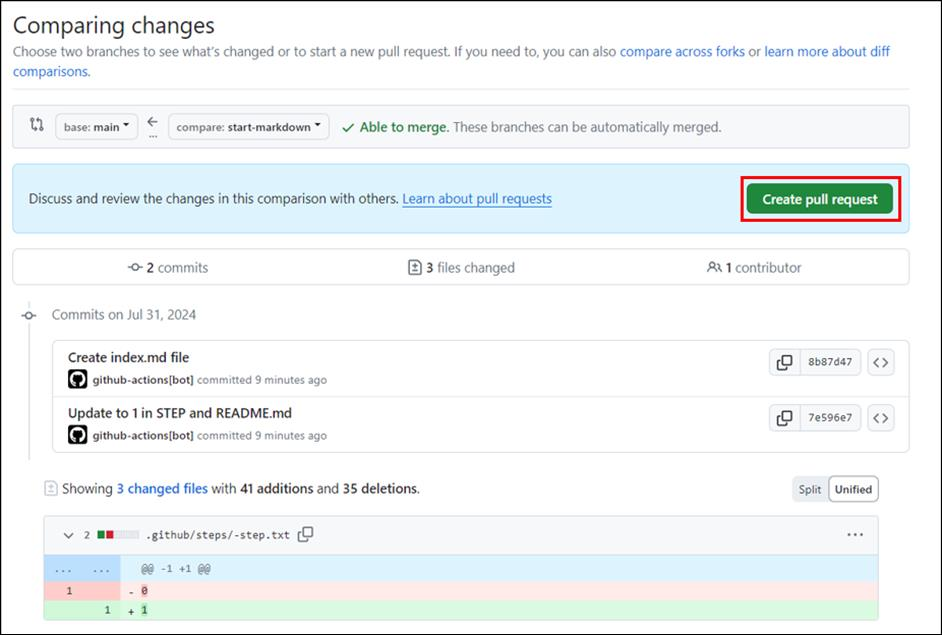 Comparing changes
Choose two branches to see what's changed or to start a new pull request. If you need to, you can also compare across forks or learn more about diff
comparisons.
base: main ... compare: start-markdown Able to merge. These branches can be automatically merged.
Discuss and review the changes in this comparison with others. Learn about pull requests Create pull request
2 commits 3 files changed 1 contributor
Commits on Jul 31, 2024
Create index.md file
8b87d47
github-actions[bot] committed 9 minutes ago
Update to 1 in STEP and README.md
7e596e7
github-actions[bot] committed 9 minutes ago
Showing 3 changed files with 41 additions and 35 deletions. Split Unified
2 .github/steps/-step.txt ...
... ... @@ -1 +1 @@
1 - 0
1 + 1